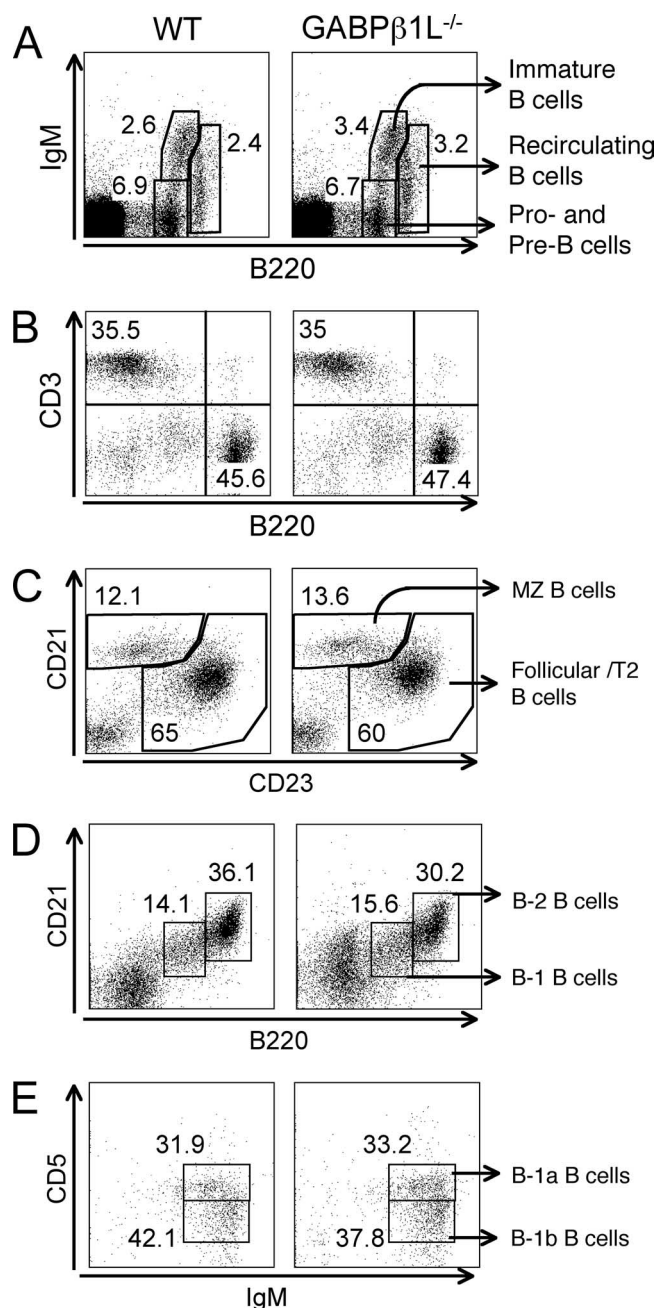 WT GABPβ1L-/-
A
IgM
2.6
2.4
6.9
3.4
3.2
6.7
Immature
B cells
Recirculating
B cells
Pro- and
Pre-B cells
B220
B
CD3
35.5
45.6
35
47.4
B220
C
CD21
12.1
65
13.6
60
MZ B cells
Follicular /T2
B cells
CD23
D
CD21
36.1
14.1
30.2
15.6
B-2 B cells
B-1 B cells
B220
E
CD5
31.9
42.1
33.2
37.8
B-1a B cells
B-1b B cells
IgM